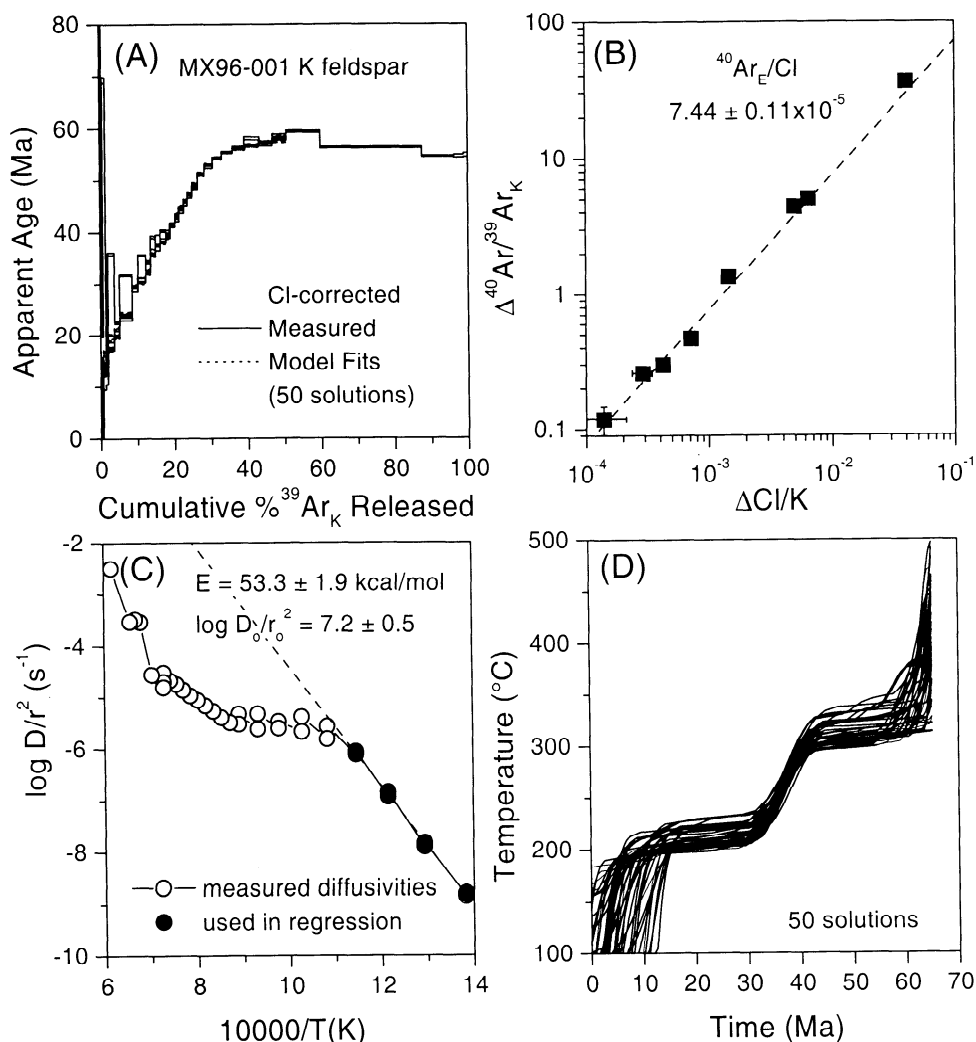 (A)
MX96-001 K feldspar
Cl-corrected
Measured
Model Fits
(50 solutions)
Apparent Age (Ma)
80
60
40
20
0
0 20 40 60 80 100
Cumulative %³⁹Ar_K Released
(B)
⁴⁰Ar_E/Cl
7.44 ± 0.11x10⁻⁵
Δ⁴⁰Ar/³⁹Ar_K
100
10
1
0.1
10⁻⁴ 10⁻³ 10⁻² 10⁻¹
ΔCl/K
(C)
E = 53.3 ± 1.9 kcal/mol
log D₀/r₀² = 7.2 ± 0.5
measured diffusivities
used in regression
log D/r² (s⁻¹)
-2
-4
-6
-8
-10
6 8 10 12 14
10000/T(K)
(D)
50 solutions
Temperature (°C)
500
400
300
200
100
0 10 20 30 40 50 60 70
Time (Ma)